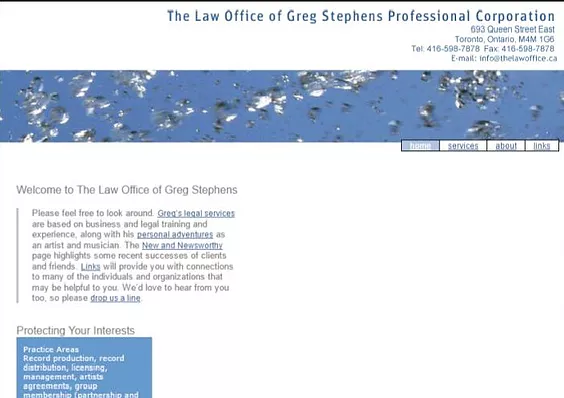 The Law Office of Greg Stephens Professional Corporation
693 Queen Street East
Toronto, Ontario, M4M 1G6
Tel: 416-598-7878 Fax: 416-598-7878
E-mail: info@thelawoffice.ca
home services about links
Welcome to The Law Office of Greg Stephens
Please feel free to look around. Greg's legal services
are based on business and legal training and
experience, along with his personal adventures as
an artist and musician. The New and Newsworthy
page highlights some recent successes of clients
and friends. Links will provide you with connections
to many of the individuals and organizations that
may be helpful to you. We'd love to hear from you
too, so please drop us a line.
Protecting Your Interests
Practice Areas
Record production, record
distribution, licensing,
management, artists
agreements, group
membership (partnership and